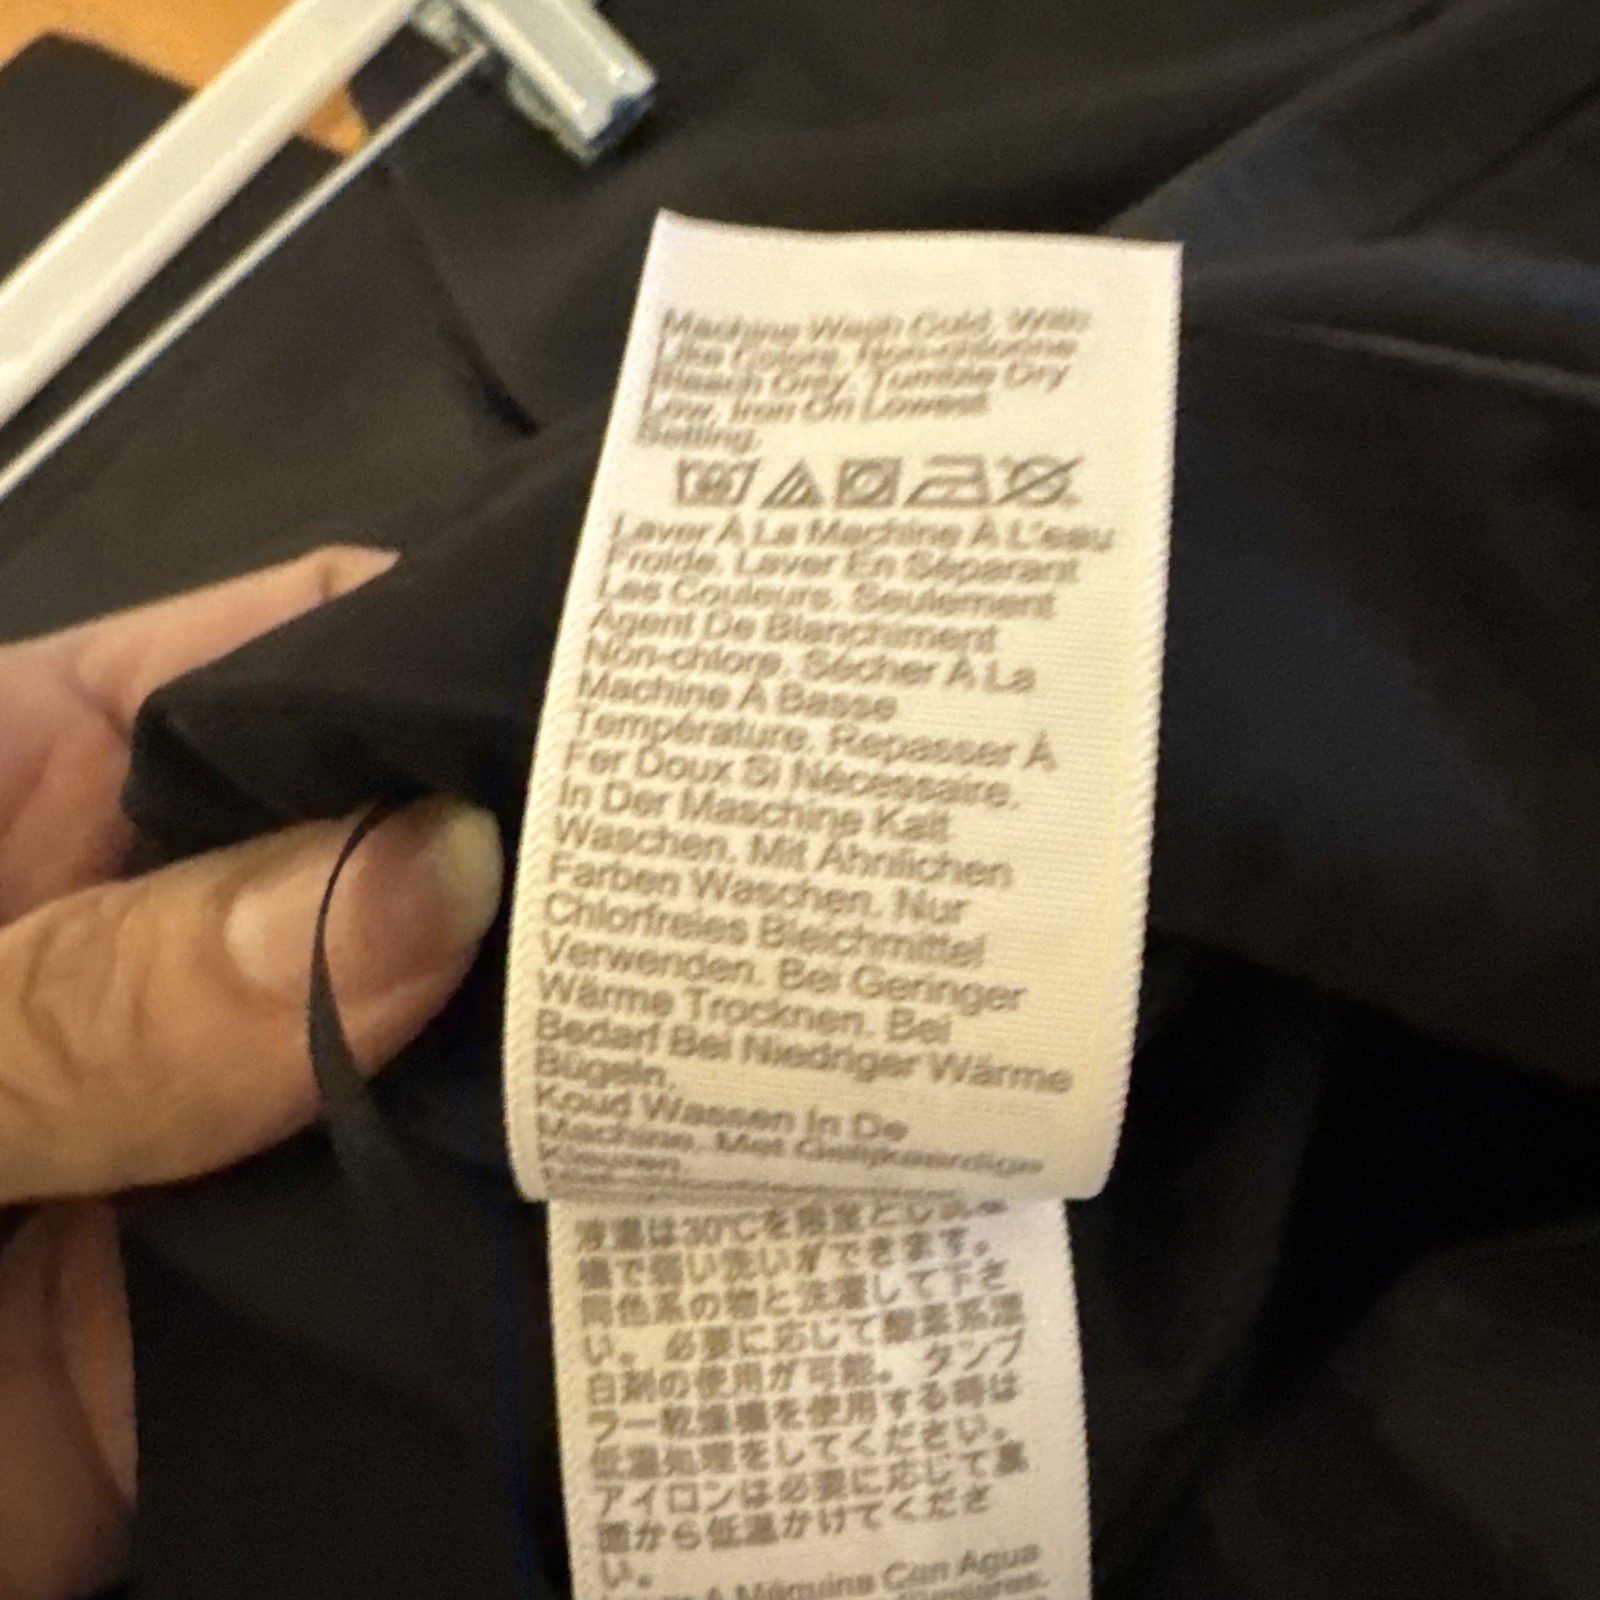 Machine Wash Cold. With
Like Colors. Non-chlorine
Bleach Only. Tumble Dry
Low. Iron On Lowest
Setting.
Laver À La Machine À L'eau
Froide. Laver En Séparant
Les Couleurs. Seulement
Agent De Blanchiment
Non-chlore. Sécher À La
Machine À Basse
Température. Repasser À
Fer Doux Si Nécessaire.
In Der Maschine Kalt
Waschen. Mit Ähnlichen
Farben Waschen. Nur
Chlorfreies Bleichmittel
Verwenden. Bei Geringer
Wärme Trocknen. Bei
Bedarf Bei Niedriger Wärme
Bügeln.
Koud Wassen In De
Machine. Met Gelijkaardige
Kleuren.
液温は30℃を限度とし
機で弱い洗いができます。
同色系の物と洗濯して下さ
い。必要に応じて酸素系漂
白剤の使用が可能。タンブ
ラー乾燥機を使用する時は
低温処理をしてください。
アイロンは必要に応じて裏
面から低温かけてくださ
い。
A Máquina Con Agua